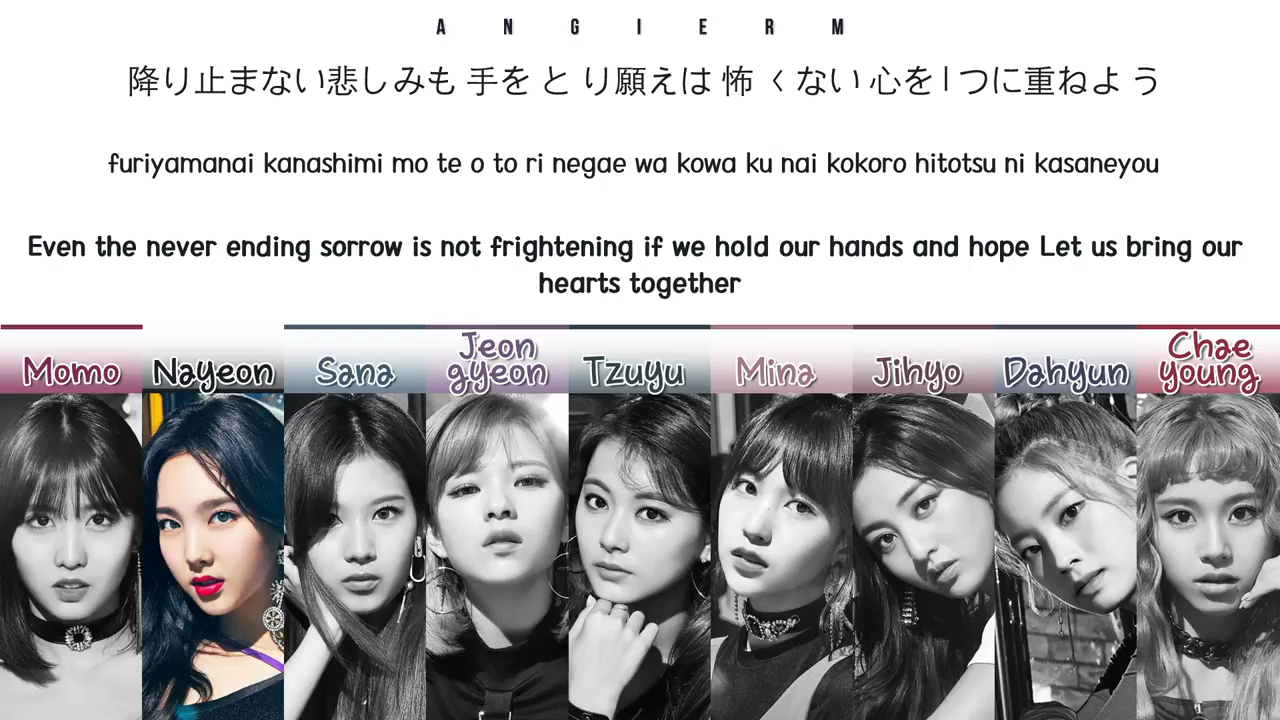 ANGIERM
降り止まない悲しみも 手を と り願えは 怖 くない 心を1つに重ねよ う
furiyamanai kanashimi mo te o to ri negae wa kowa ku nai kokoro hitotsu ni kasaneyou
Even the never ending sorrow is not frightening if we hold our hands and hope Let us bring our
hearts together
Momo
Nayeon
Sana
Jeon
gyeon
Tzuyu
Mina
Jihyo
Dahyun
Chae
young